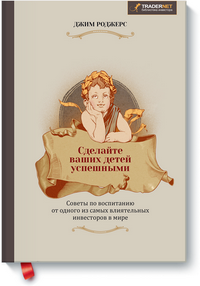 TRADERNET
ДЖИМ РОДЖЕРС
Сделайте
ваших детей
успешными
Советы по воспитанию
от одного из самых влиятельных
инвесторов в мире